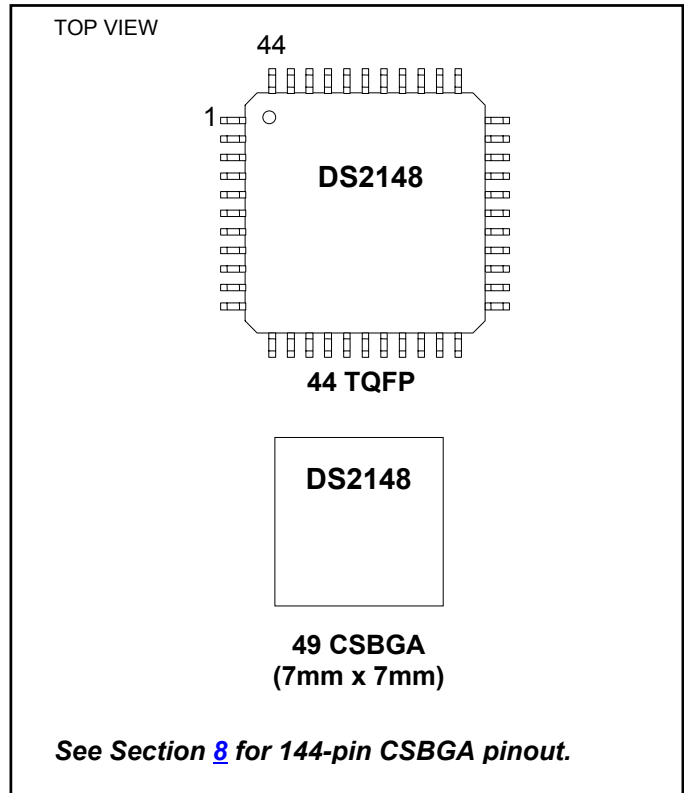 TOP VIEW
44
1
DS2148
44 TQFP
DS2148
49 CSBGA
(7mm x 7mm)
See Section 8 for 144-pin CSBGA pinout.